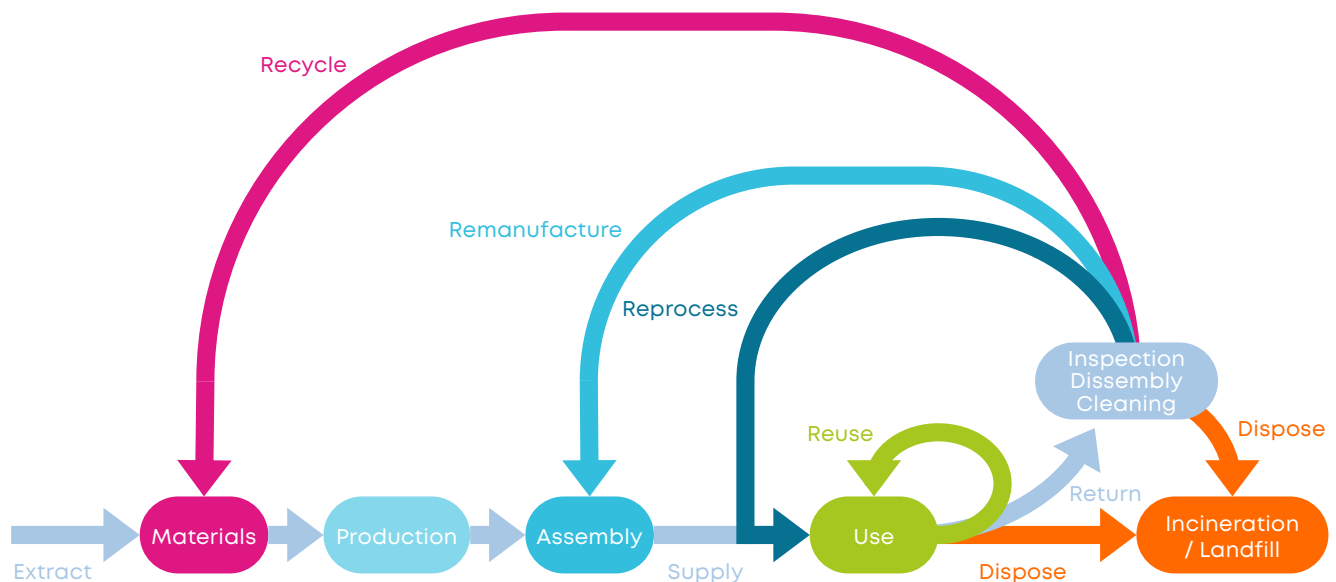 Recycle
Remanufacture
Reprocess
Inspection
Dissembly
Cleaning
Reuse
Dispose
Return
Materials
Production
Assembly
Use
Incineration
/ Landfill
Extract
Supply
Dispose